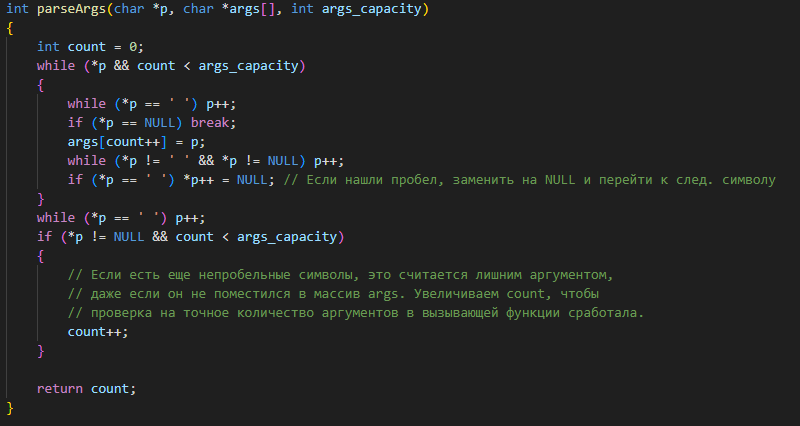 int parseArgs(char *p, char *args[], int args_capacity)
{
    int count = 0;
    while (*p && count < args_capacity)
    {
        while (*p == ' ') p++;
        if (*p == NULL) break;
        args[count++] = p;
        while (*p != ' ' && *p != NULL) p++;
        if (*p == ' ') *p++ = NULL; // Если нашли пробел, заменить на NULL и перейти к след. символу
    }
    while (*p == ' ') p++;
    if (*p != NULL && count < args_capacity)
    {
        // Если есть еще непробельные символы, это считается лишним аргументом,
        // даже если он не поместился в массив args. Увеличиваем count, чтобы
        // проверка на точное количество аргументов в вызывающей функции сработала.
        count++;
    }

    return count;
}